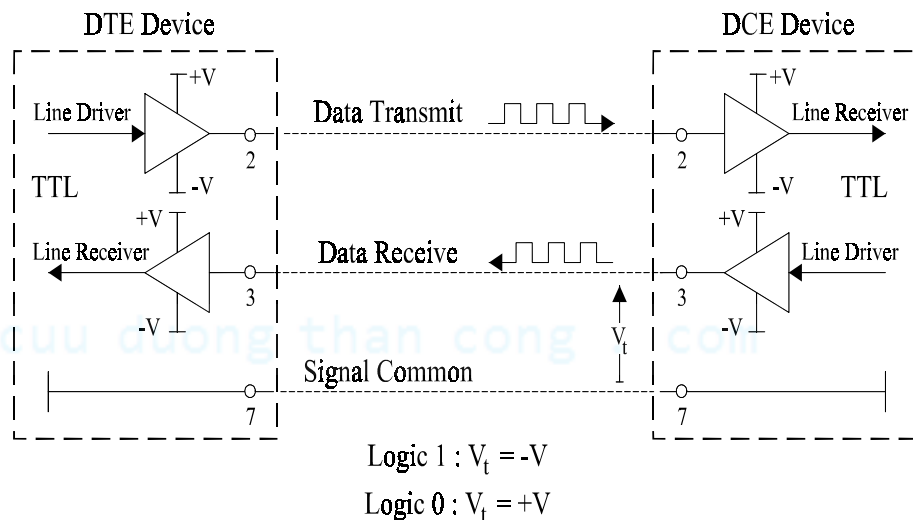 DTE Device
DCE Device
+V
+V
Line Driver
Data Transmit
Line Receiver
2
2
-V
-V
TTL
TTL
+V
+V
Line Receiver
Data Receive
Line Driver
3
3
-V
-V
Vt
cuu duong than cong . com
Signal Common
7
7
Logic 1 : Vt = -V
Logic 0 : Vt = +V